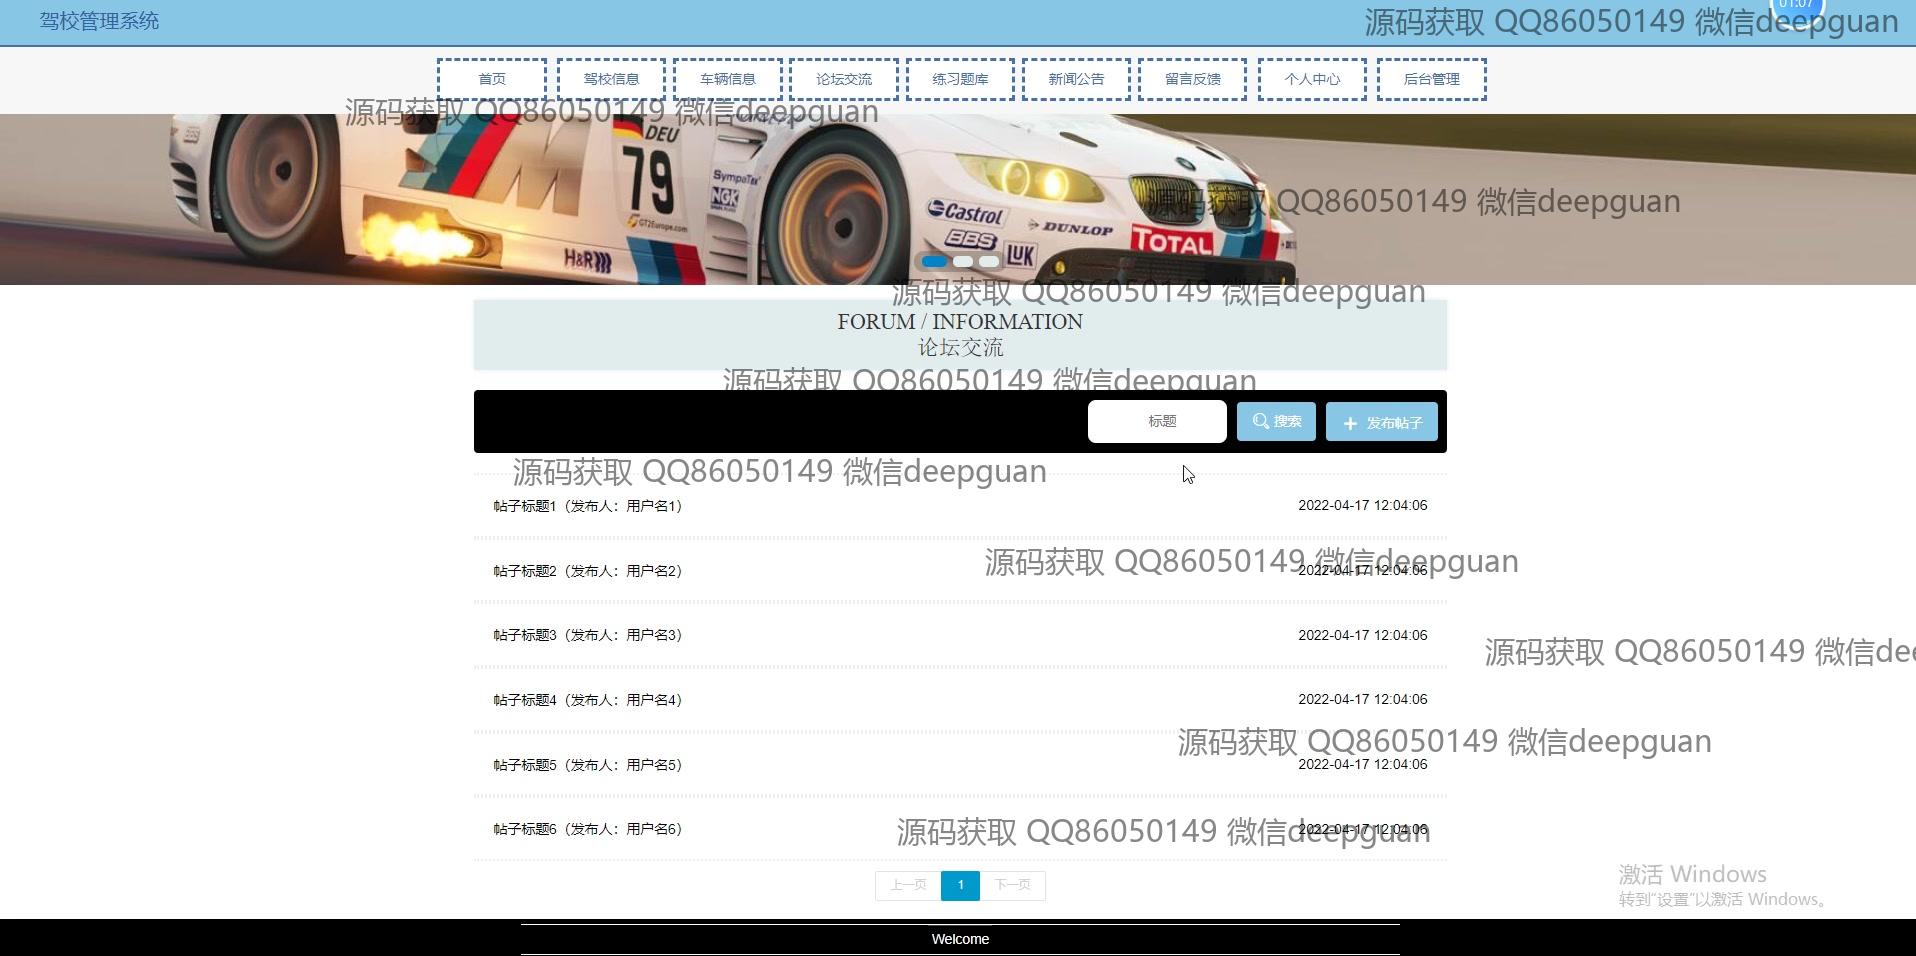 驾校管理系统
源码获取 QQ86050149 微信deepguan
01:07
首页 驾校信息 车辆信息 论坛交流 练习题库 新闻公告 留言反馈 个人中心 后台管理
源码获取 QQ86050149 微信deepguan
DEU
79
SympaTex
NGK
GT2Europe.com
H&R
Castrol
BBS
DUNLOP
LUK
TOTAL
源码获取 QQ86050149 微信deepguan
源码获取 QQ86050149 微信deepguan
FORUM / INFORMATION
论坛交流
源码获取 QQ86050149 微信deepguan
标题 搜索 + 发布帖子
源码获取 QQ86050149 微信deepguan
帖子标题1（发布人：用户名1） 2022-04-17 12:04:06
源码获取 QQ86050149 微信deepguan
帖子标题2（发布人：用户名2） 2022-04-17 12:04:06
帖子标题3（发布人：用户名3） 2022-04-17 12:04:06
源码获取 QQ86050149 微信dee
帖子标题4（发布人：用户名4） 2022-04-17 12:04:06
源码获取 QQ86050149 微信deepguan
帖子标题5（发布人：用户名5） 2022-04-17 12:04:06
帖子标题6（发布人：用户名6） 2022-04-17 12:04:06
源码获取 QQ86050149 微信deepguan
上一页 1 下一页
激活 Windows
转到“设置”以激活 Windows。
Welcome